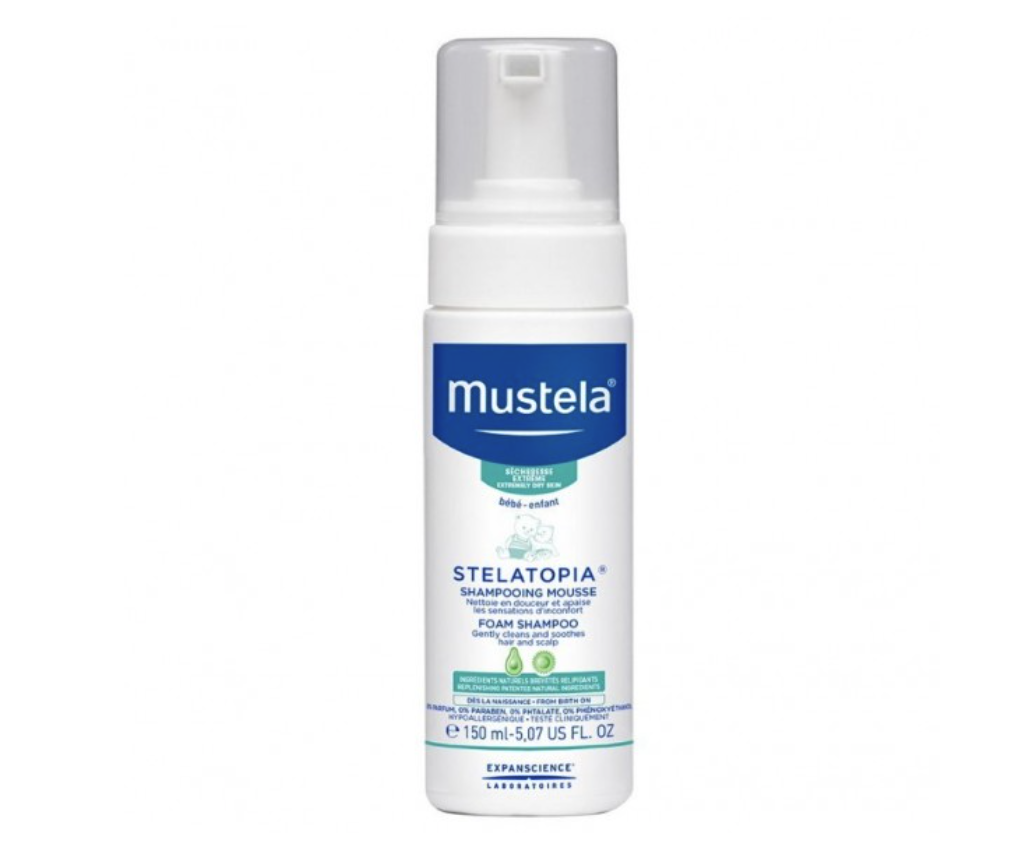 mustela®
SÉCHERESSE
EXTRÊME
EXTREMELY DRY SKIN
bébé - enfant
STELATOPIA®
SHAMPOOING MOUSSE
Nettoie en douceur et apaise
les sensations d'inconfort
FOAM SHAMPOO
Gently cleans and soothes
hair and scalp
INGRÉDIENTS NATURELS BREVETÉS RELIPIDANTS
REPLENISHING PATENTED NATURAL INGREDIENTS
DÈS LA NAISSANCE - FROM BIRTH ON
PARFUM, 0% PARABEN, 0% PHTALATE, 0% PHÉNOXYÉTHANOL
HYPOALLERGÉNIQUE - TESTÉ CLINIQUEMENT
℮ 150 ml-5,07 US FL. OZ
EXPANSCIENCE®
LABORATOIRES